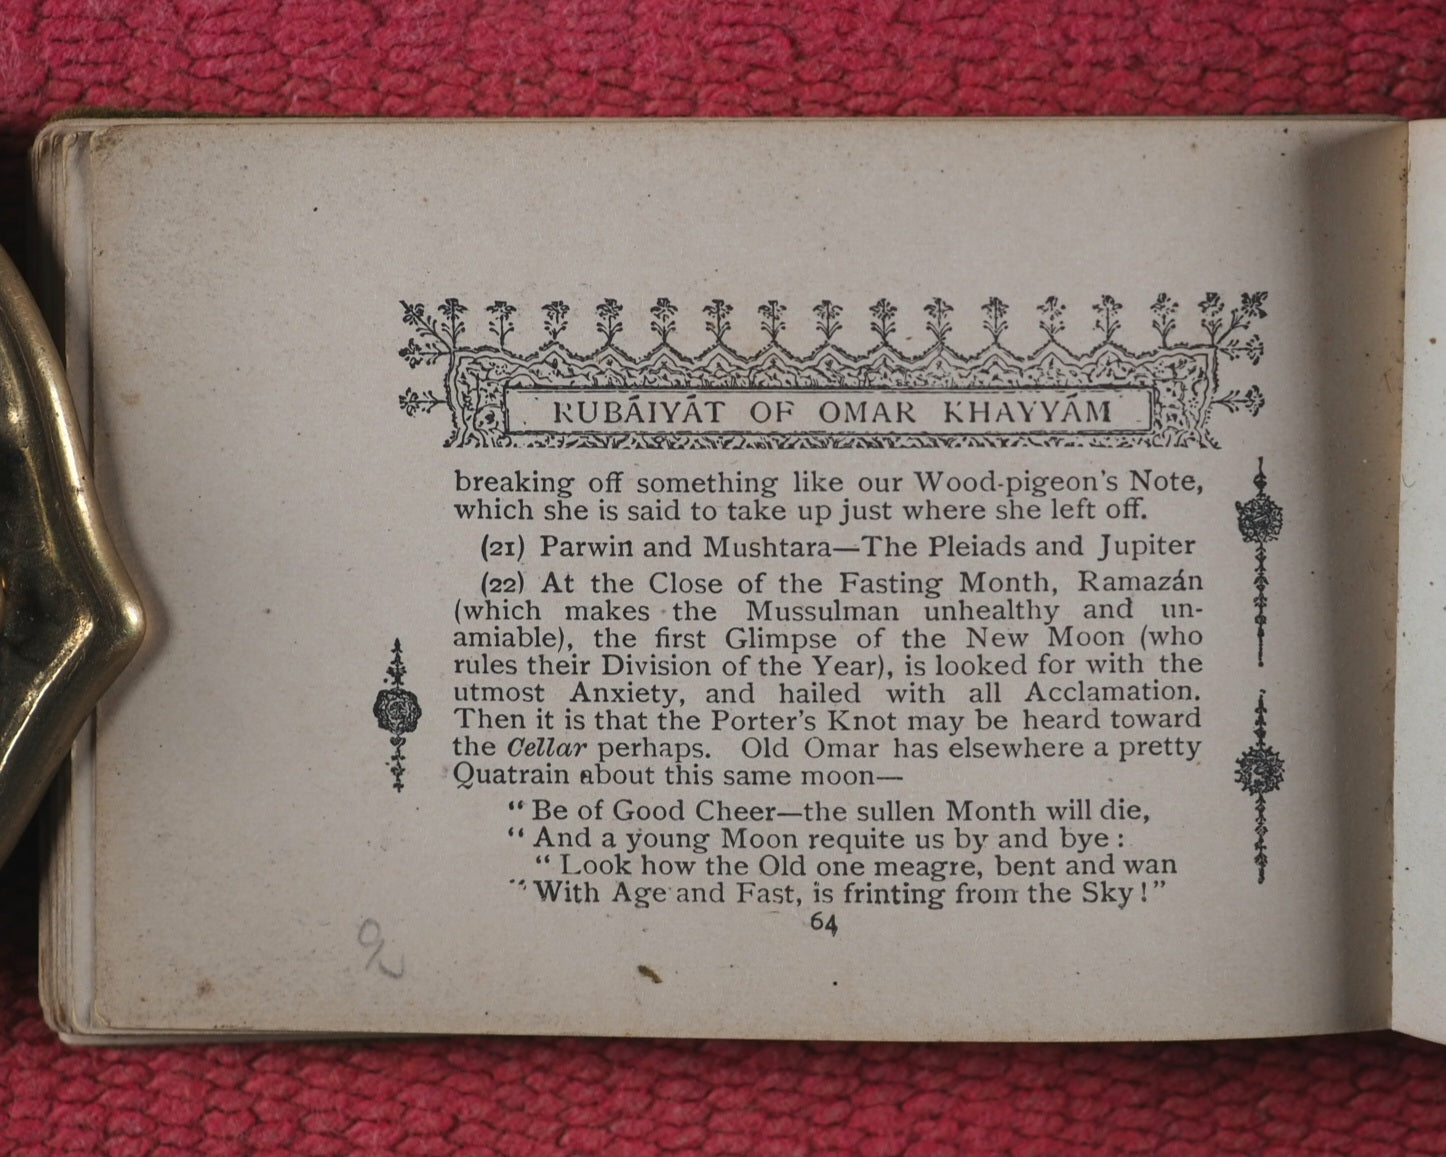 RUBÁIYÁT OF OMAR KHAYYÁM
breaking off something like our Wood-pigeon's Note,
which she is said to take up just where she left off.
(21) Parwin and Mushtara—The Pleiads and Jupiter
(22) At the Close of the Fasting Month, Ramazán
(which makes the Mussulman unhealthy and un-
amiable), the first Glimpse of the New Moon (who
rules their Division of the Year), is looked for with the
utmost Anxiety, and hailed with all Acclamation.
Then it is that the Porter's Knot may be heard toward
the Cellar perhaps. Old Omar has elsewhere a pretty
Quatrain about this same moon—
“ Be of Good Cheer—the sullen Month will die,
“ And a young Moon requite us by and bye :
“ Look how the Old one meagre, bent and wan
“ With Age and Fast, is frinting from the Sky ! ”
64